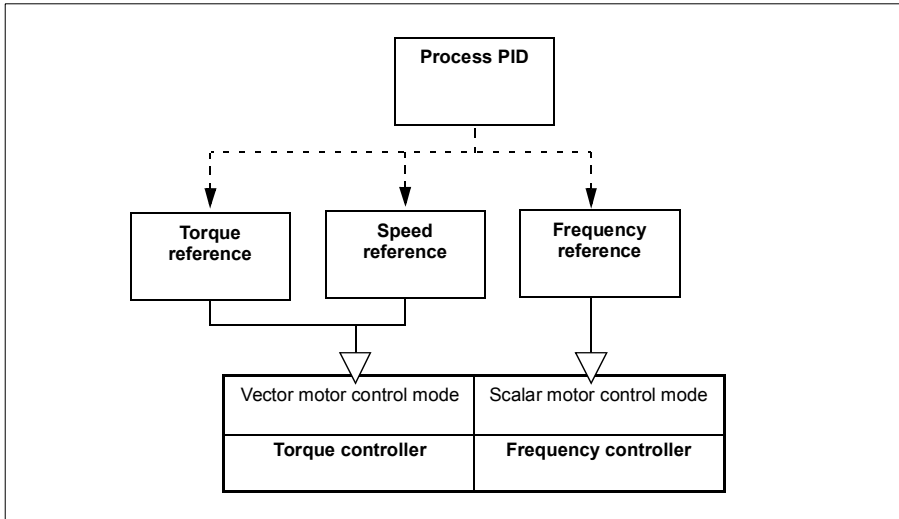 Process PID
Torque
reference
Speed
reference
Frequency
reference
Vector motor control mode
Scalar motor control mode
Torque controller
Frequency controller